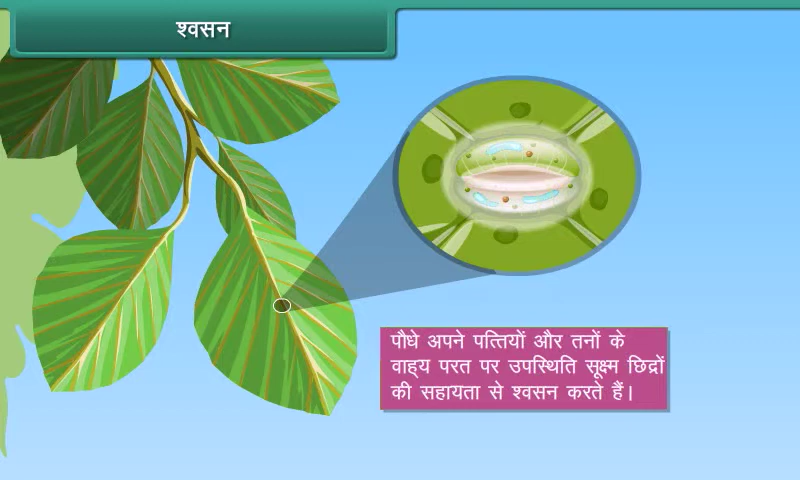 श्वसन
पौधे अपने पत्तियों और तनों के
वाह्य परत पर उपस्थिति सूक्ष्म छिद्रों
की सहायता से श्वसन करते हैं।